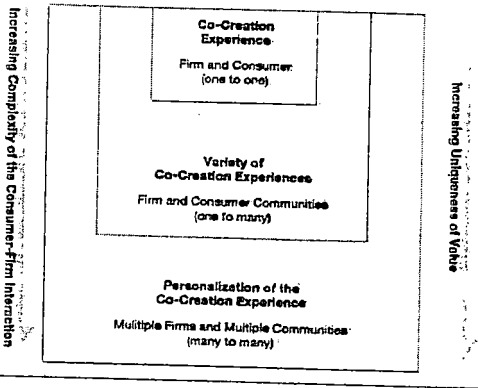 Co-Creation
Experience
Firm and Consumer
(one to one)
Variety of
Co-Creation Experiences
Firm and Consumer Communities
(one to many)
Personalization of the
Co-Creation Experience
Mulitiple Firms and Multiple Communities
(many to many)
Increasing Complexity of the Consumer-Firm Interaction
Increasing Uniqueness of Value